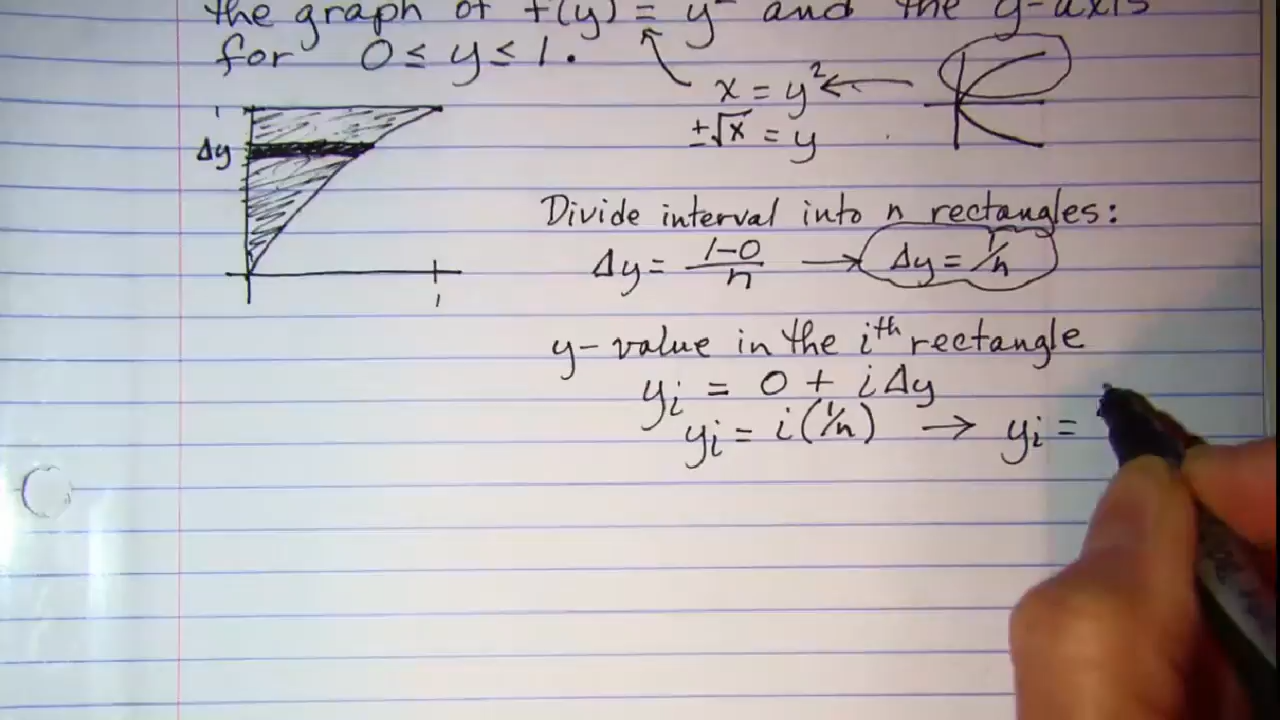 the graph of f(y) = y² and the y-axis
for 0 ≤ y ≤ 1.
x = y²
±√x = y
1
Δy
1
Divide interval into n rectangles:
Δy = (1-0)/n → Δy = 1/n
y-value in the iᵗʰ rectangle
yᵢ = 0 + iΔy
yᵢ = i(1/n) → yᵢ =